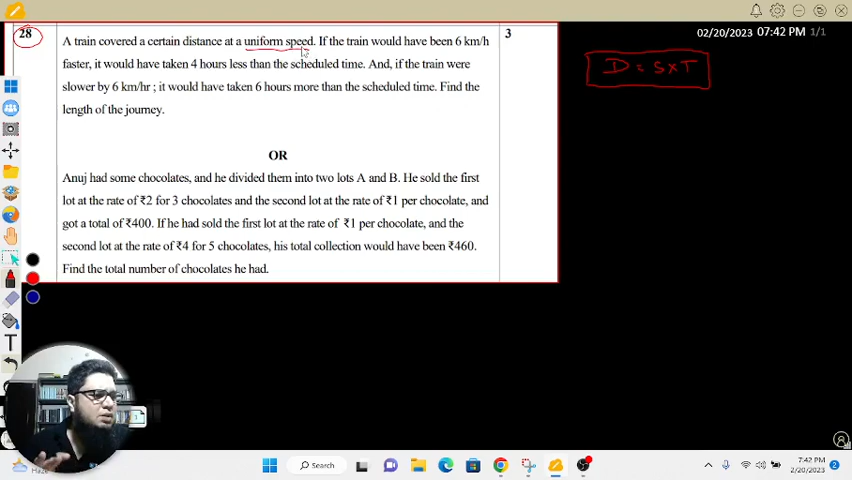 02/20/2023 07:42 PM 1/1
28
3
A train covered a certain distance at a uniform speed. If the train would have been 6 km/h
faster, it would have taken 4 hours less than the scheduled time. And, if the train were
slower by 6 km/hr ; it would have taken 6 hours more than the scheduled time. Find the
length of the journey.
D = S×T
OR
Anuj had some chocolates, and he divided them into two lots A and B. He sold the first
lot at the rate of ₹2 for 3 chocolates and the second lot at the rate of ₹1 per chocolate, and
got a total of ₹400. If he had sold the first lot at the rate of ₹1 per chocolate, and the
second lot at the rate of ₹4 for 5 chocolates, his total collection would have been ₹460.
Find the total number of chocolates he had.
T
Haze
Search
7:42 PM
2/20/2023
2